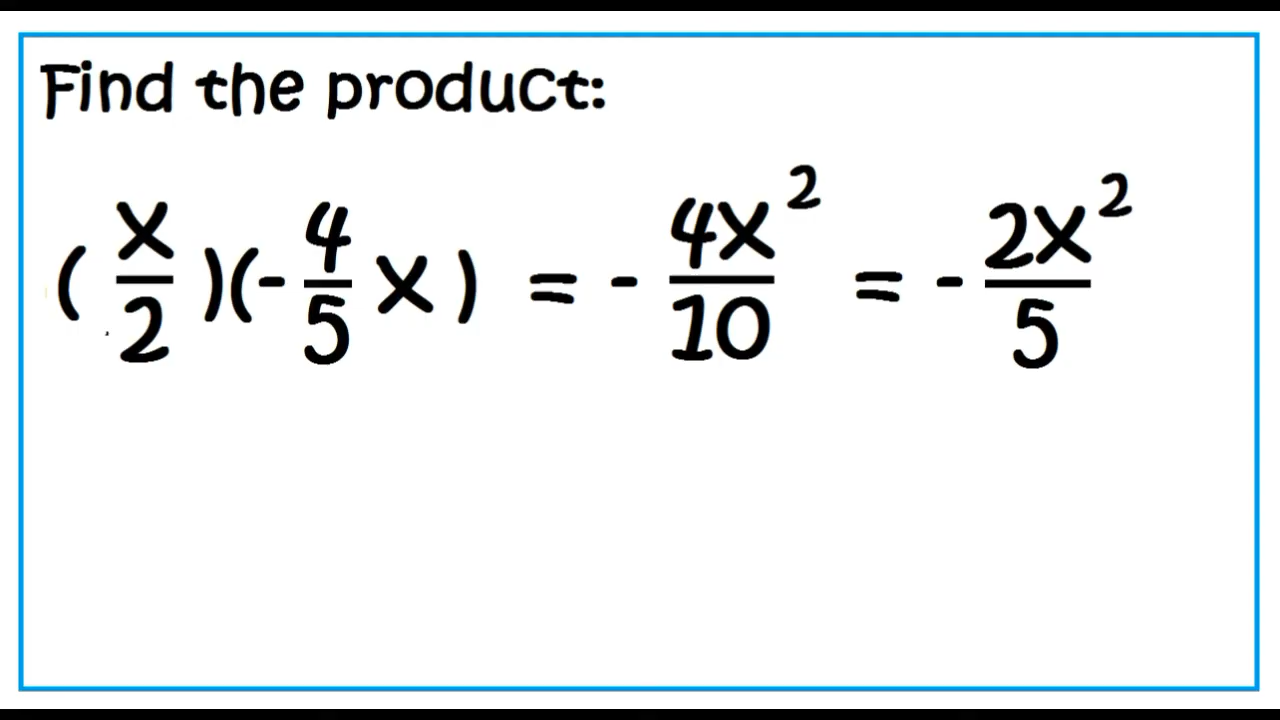 Find the product:
(x/2)(-4/5 x) = - 4x²/10 = - 2x²/5